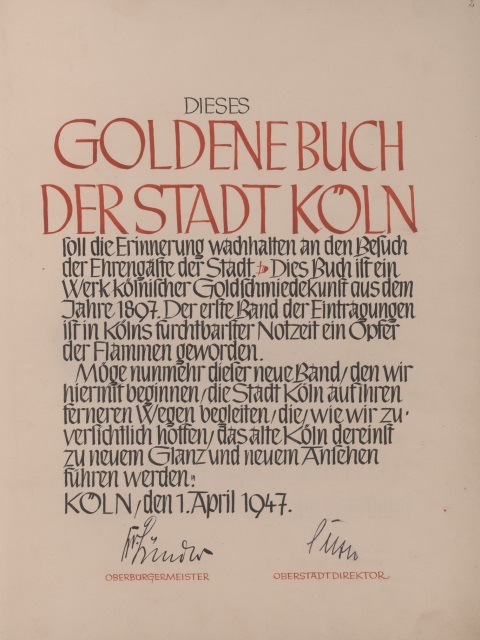 DIESES
GOLDENE BUCH
DER STADT KÖLN
soll die Erinnerung wachhalten an den Besuch
der Ehrengäste der Stadt. Dies Buch ist ein
Werk kölnischer Goldschmiedekunst aus dem
Jahre 1897. Der erste Band der Eintragungen
ist in Kölns furchtbarster Notzeit ein Opfer
der Flammen geworden.
Möge nunmehr dieser neue Band, den wir
hiermit beginnen, die Stadt Köln auf ihren
ferneren Wegen begleiten, die, wie wir zu-
versichtlich hoffen, das alte Köln dereinst
zu neuem Glanz und neuem Ansehen
führen werden.
KÖLN, den 1. April 1947.
OBERBÜRGERMEISTER OBERSTADTDIREKTOR